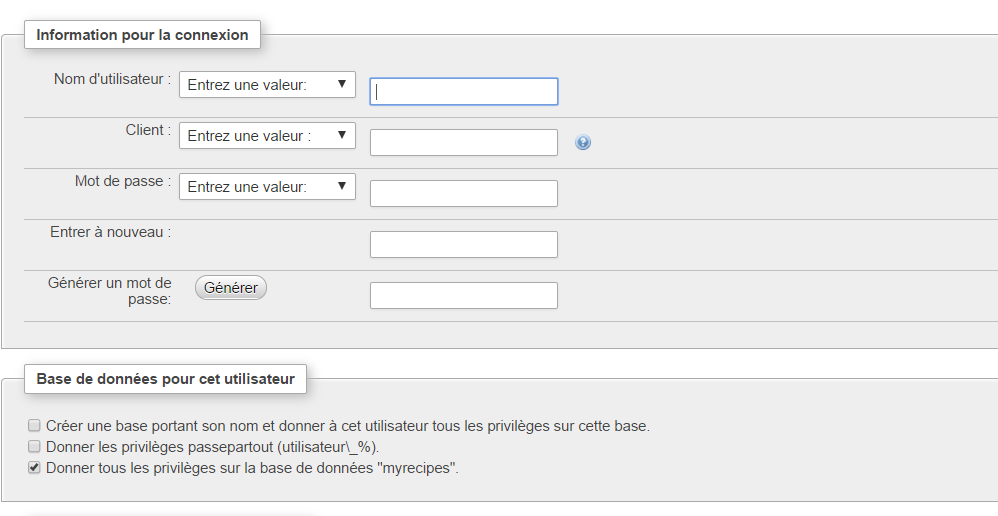 Information pour la connexion
Nom d'utilisateur : Entrez une valeur:
Client : Entrez une valeur :
Mot de passe : Entrez une valeur:
Entrer à nouveau :
Générer un mot de
passe: Générer
Base de données pour cet utilisateur
Créer une base portant son nom et donner à cet utilisateur tous les privilèges sur cette base.
Donner les privilèges passepartout (utilisateur\_%).
Donner tous les privilèges sur la base de données "myrecipes".